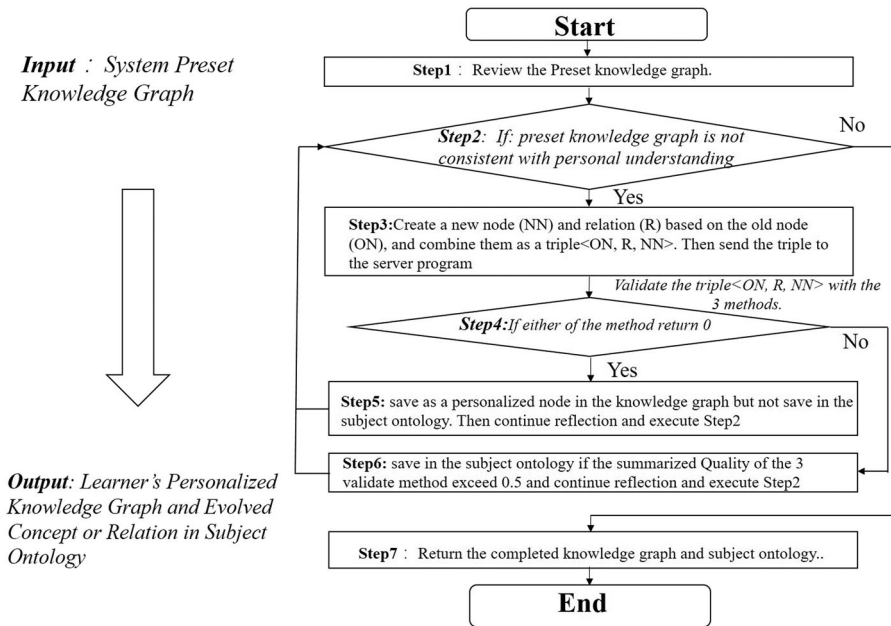 Start
Input : System Preset
Knowledge Graph
Step1 : Review the Preset knowledge graph.
No
Step2: If: preset knowledge graph is not
consistent with personal understanding
Yes
Step3:Create a new node (NN) and relation (R) based on the old node
(ON), and combine them as a triple<ON, R, NN>. Then send the triple to
the server program
Validate the triple<ON, R, NN> with the
3 methods.
Step4:If either of the method return 0
No
Yes
Step5: save as a personalized node in the knowledge graph but not save in the
subject ontology. Then continue reflection and execute Step2
Step6: save in the subject ontology if the summarized Quality of the 3
validate method exceed 0.5 and continue reflection and execute Step2
Output: Learner's Personalized
Knowledge Graph and Evolved
Concept or Relation in Subject
Ontology
Step7 : Return the completed knowledge graph and subject ontology..
End